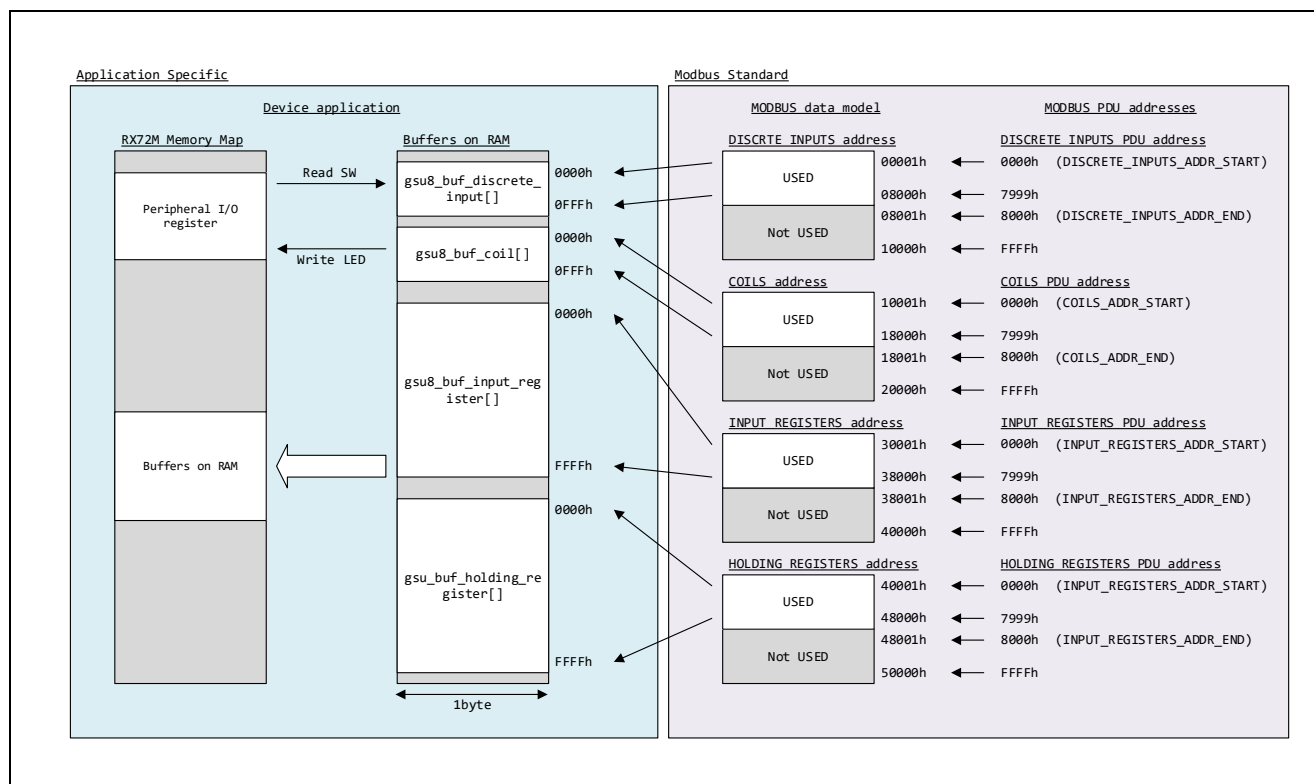 Application Specific
Modbus Standard
Device application
RX72M Memory Map
Buffers on RAM
Peripheral I/O
register
Buffers on RAM
Read SW
Write LED
gsu8_buf_discrete_
input[]
0000h
0FFFh
gsu8_buf_coil[]
0000h
0FFFh
gsu8_buf_input_reg
ister[]
0000h
FFFFh
gsu_buf_holding_re
gister[]
0000h
FFFFh
1byte
MODBUS data model
MODBUS PDU addresses
DISCRTE INPUTS address
DISCRETE INPUTS PDU address
USED
Not USED
00001h
0000h (DISCRETE_INPUTS_ADDR_START)
08000h
7999h
08001h
8000h (DISCRETE_INPUTS_ADDR_END)
10000h
FFFFh
COILS address
COILS PDU address
USED
Not USED
10001h
0000h (COILS_ADDR_START)
18000h
7999h
18001h
8000h (COILS_ADDR_END)
20000h
FFFFh
INPUT REGISTERS address
INPUT REGISTERS PDU address
USED
Not USED
30001h
0000h (INPUT_REGISTERS_ADDR_START)
38000h
7999h
38001h
8000h (INPUT_REGISTERS_ADDR_END)
40000h
FFFFh
HOLDING REGISTERS address
HOLDING REGISTERS PDU address
USED
Not USED
40001h
0000h (INPUT_REGISTERS_ADDR_START)
48000h
7999h
48001h
8000h (INPUT_REGISTERS_ADDR_END)
50000h
FFFFh